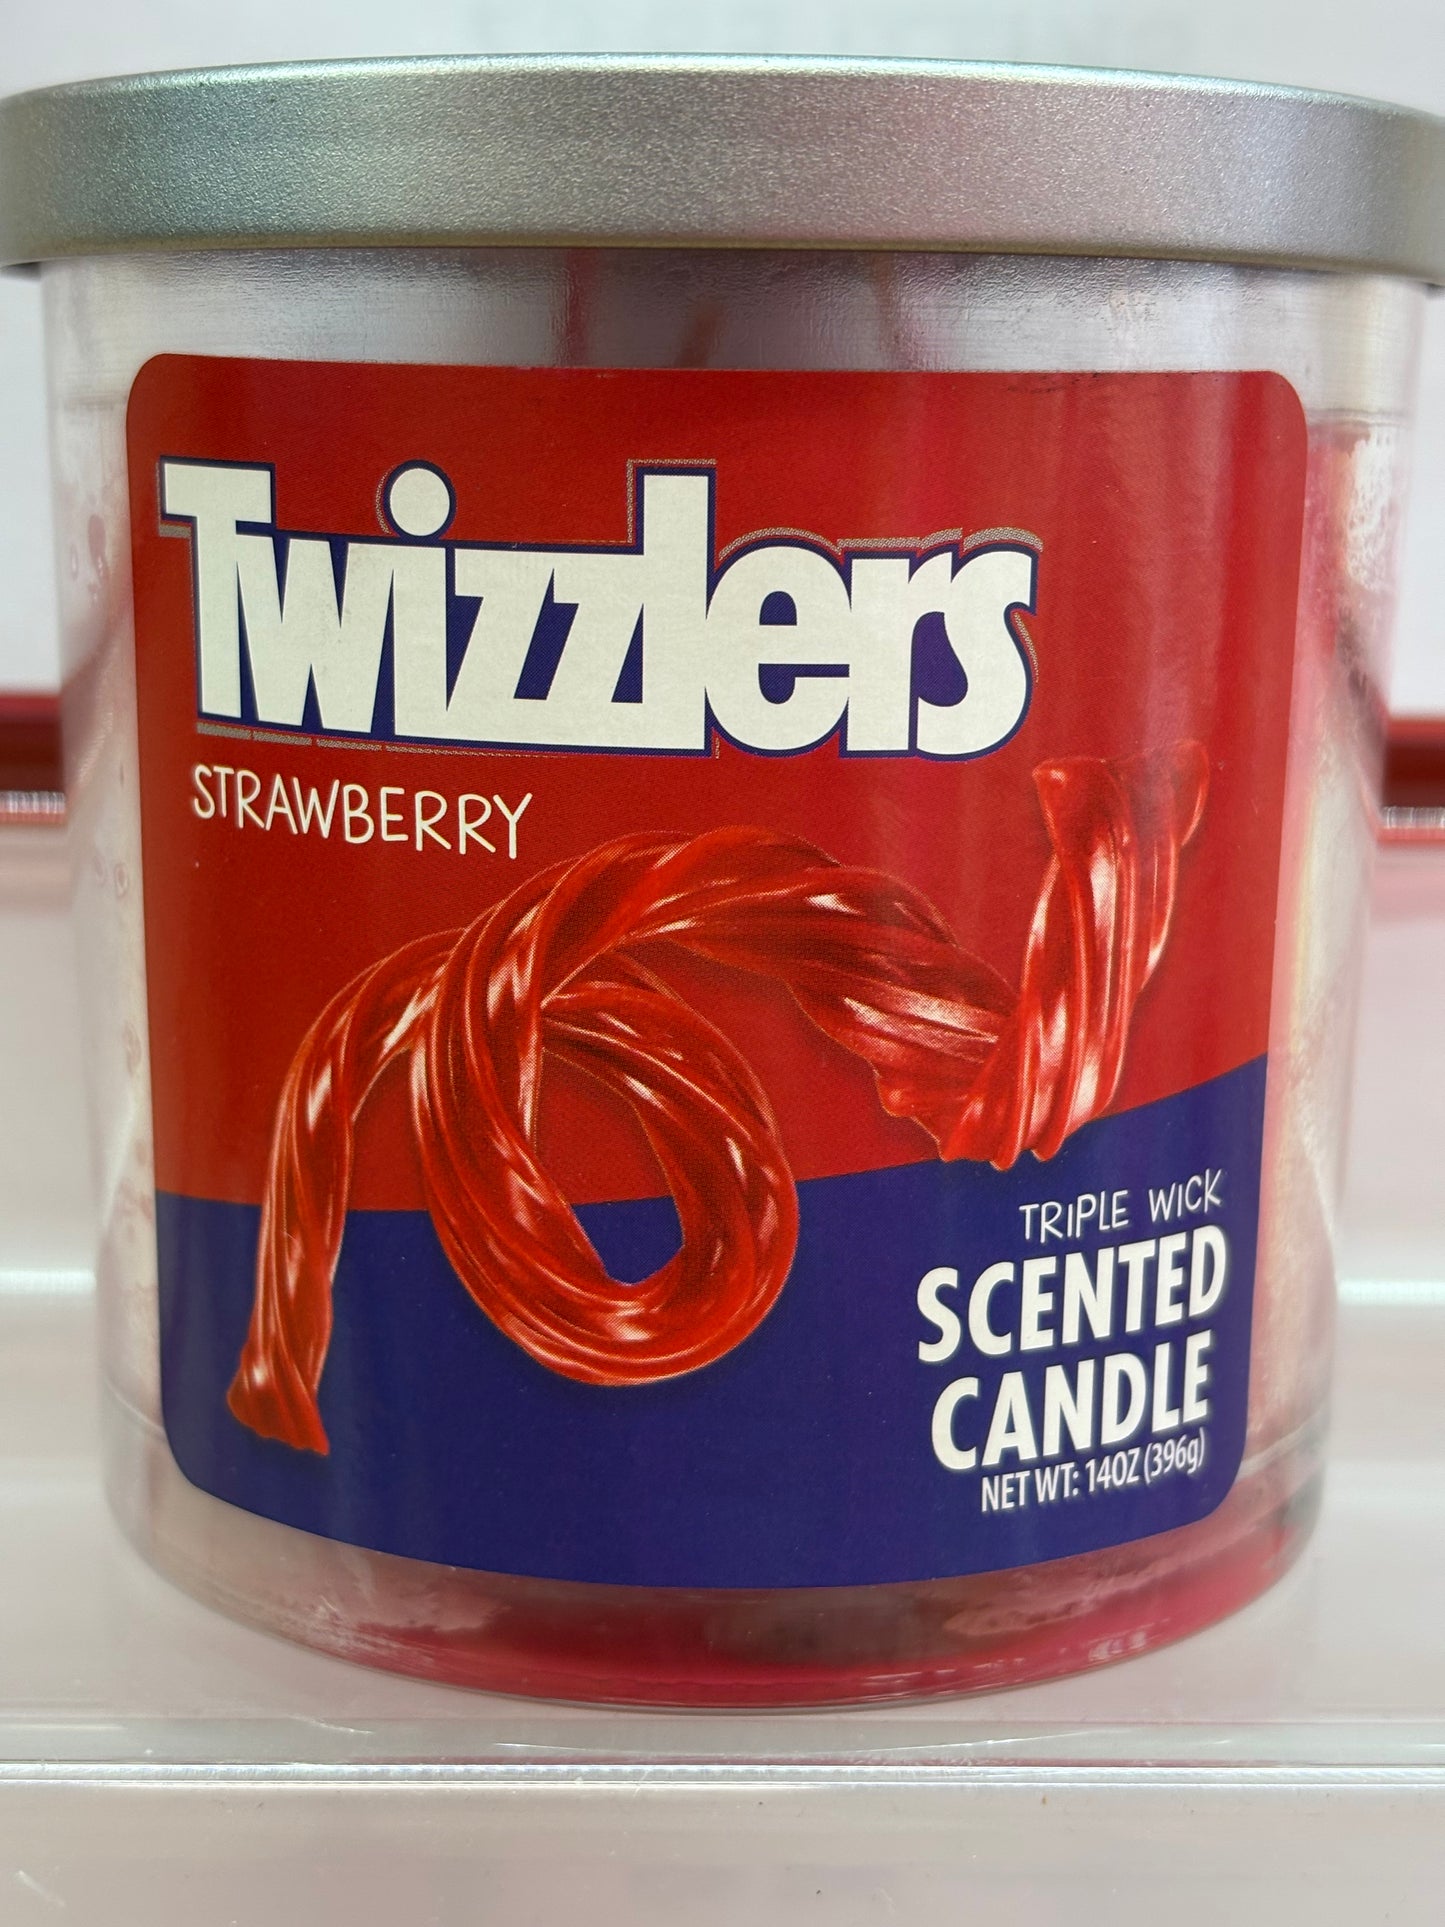 Twizzlers
STRAWBERRY
TRIPLE WICK
SCENTED
CANDLE
NET WT: 14OZ (396g)